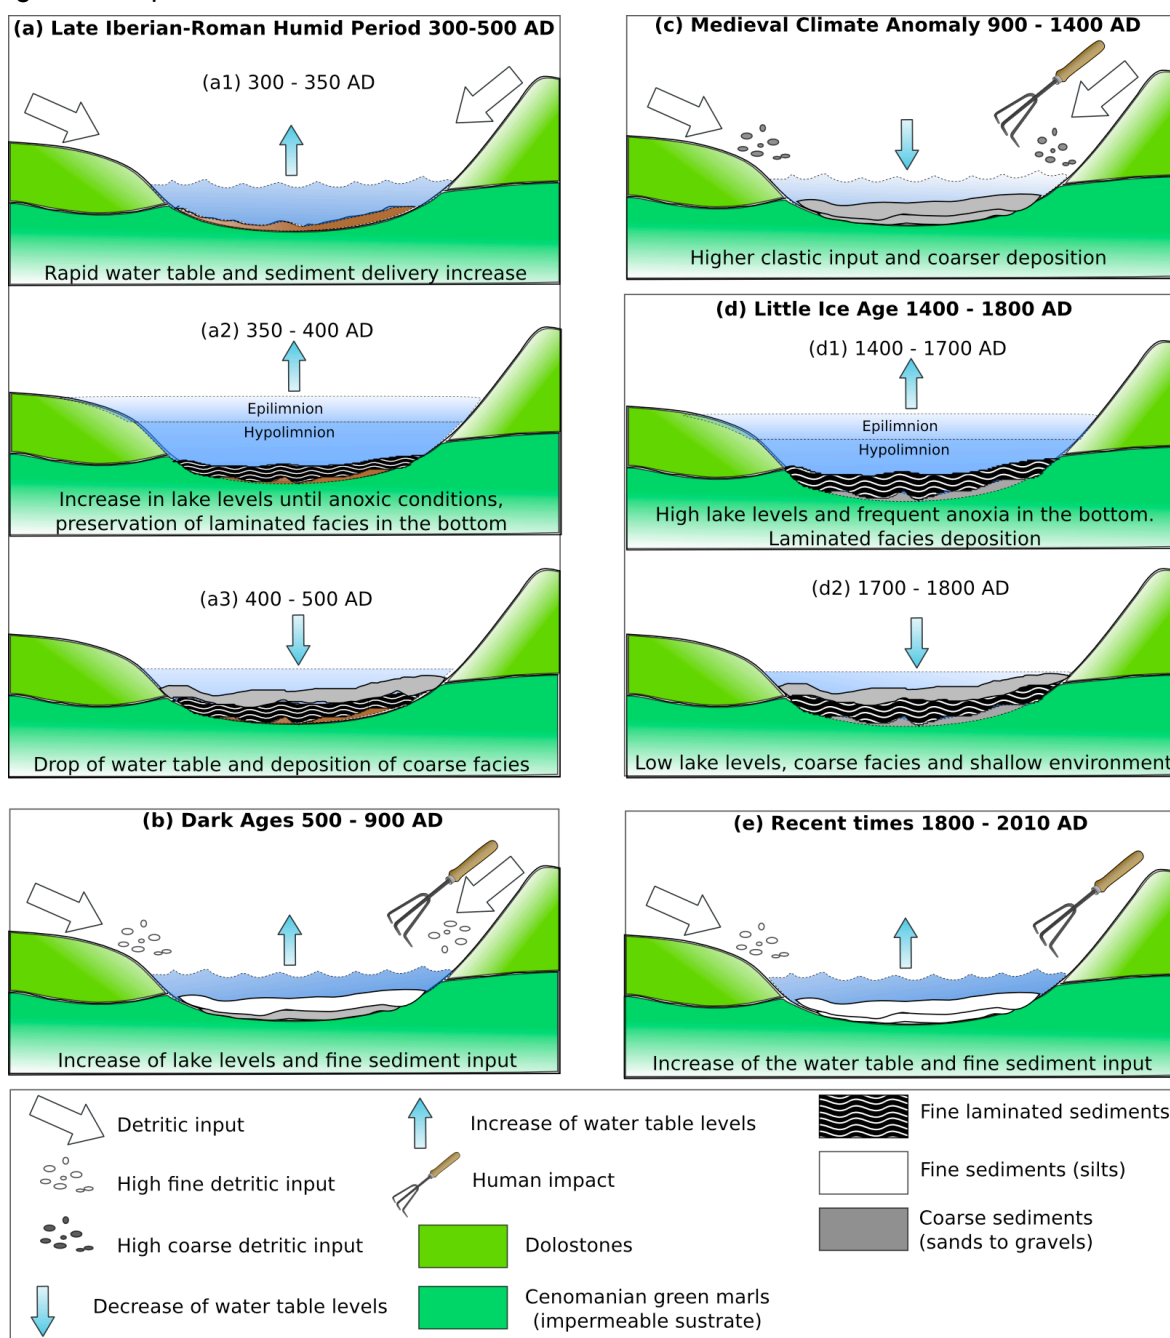 (a) Late Iberian-Roman Humid Period 300-500 AD
(a1) 300 - 350 AD
Rapid water table and sediment delivery increase
(a2) 350 - 400 AD
Epilimnion
Hypolimnion
Increase in lake levels until anoxic conditions,
preservation of laminated facies in the bottom
(a3) 400 - 500 AD
Drop of water table and deposition of coarse facies
(b) Dark Ages 500 - 900 AD
Increase of lake levels and fine sediment input
(c) Medieval Climate Anomaly 900 - 1400 AD
Higher clastic input and coarser deposition
(d) Little Ice Age 1400 - 1800 AD
(d1) 1400 - 1700 AD
Epilimnion
Hypolimnion
High lake levels and frequent anoxia in the bottom.
Laminated facies deposition
(d2) 1700 - 1800 AD
Low lake levels, coarse facies and shallow environment
(e) Recent times 1800 - 2010 AD
Increase of the water table and fine sediment input
Detritic input
High fine detritic input
High coarse detritic input
Decrease of water table levels
Increase of water table levels
Human impact
Dolostones
Cenomanian green marls
(impermeable sustrate)
Fine laminated sediments
Fine sediments (silts)
Coarse sediments
(sands to gravels)